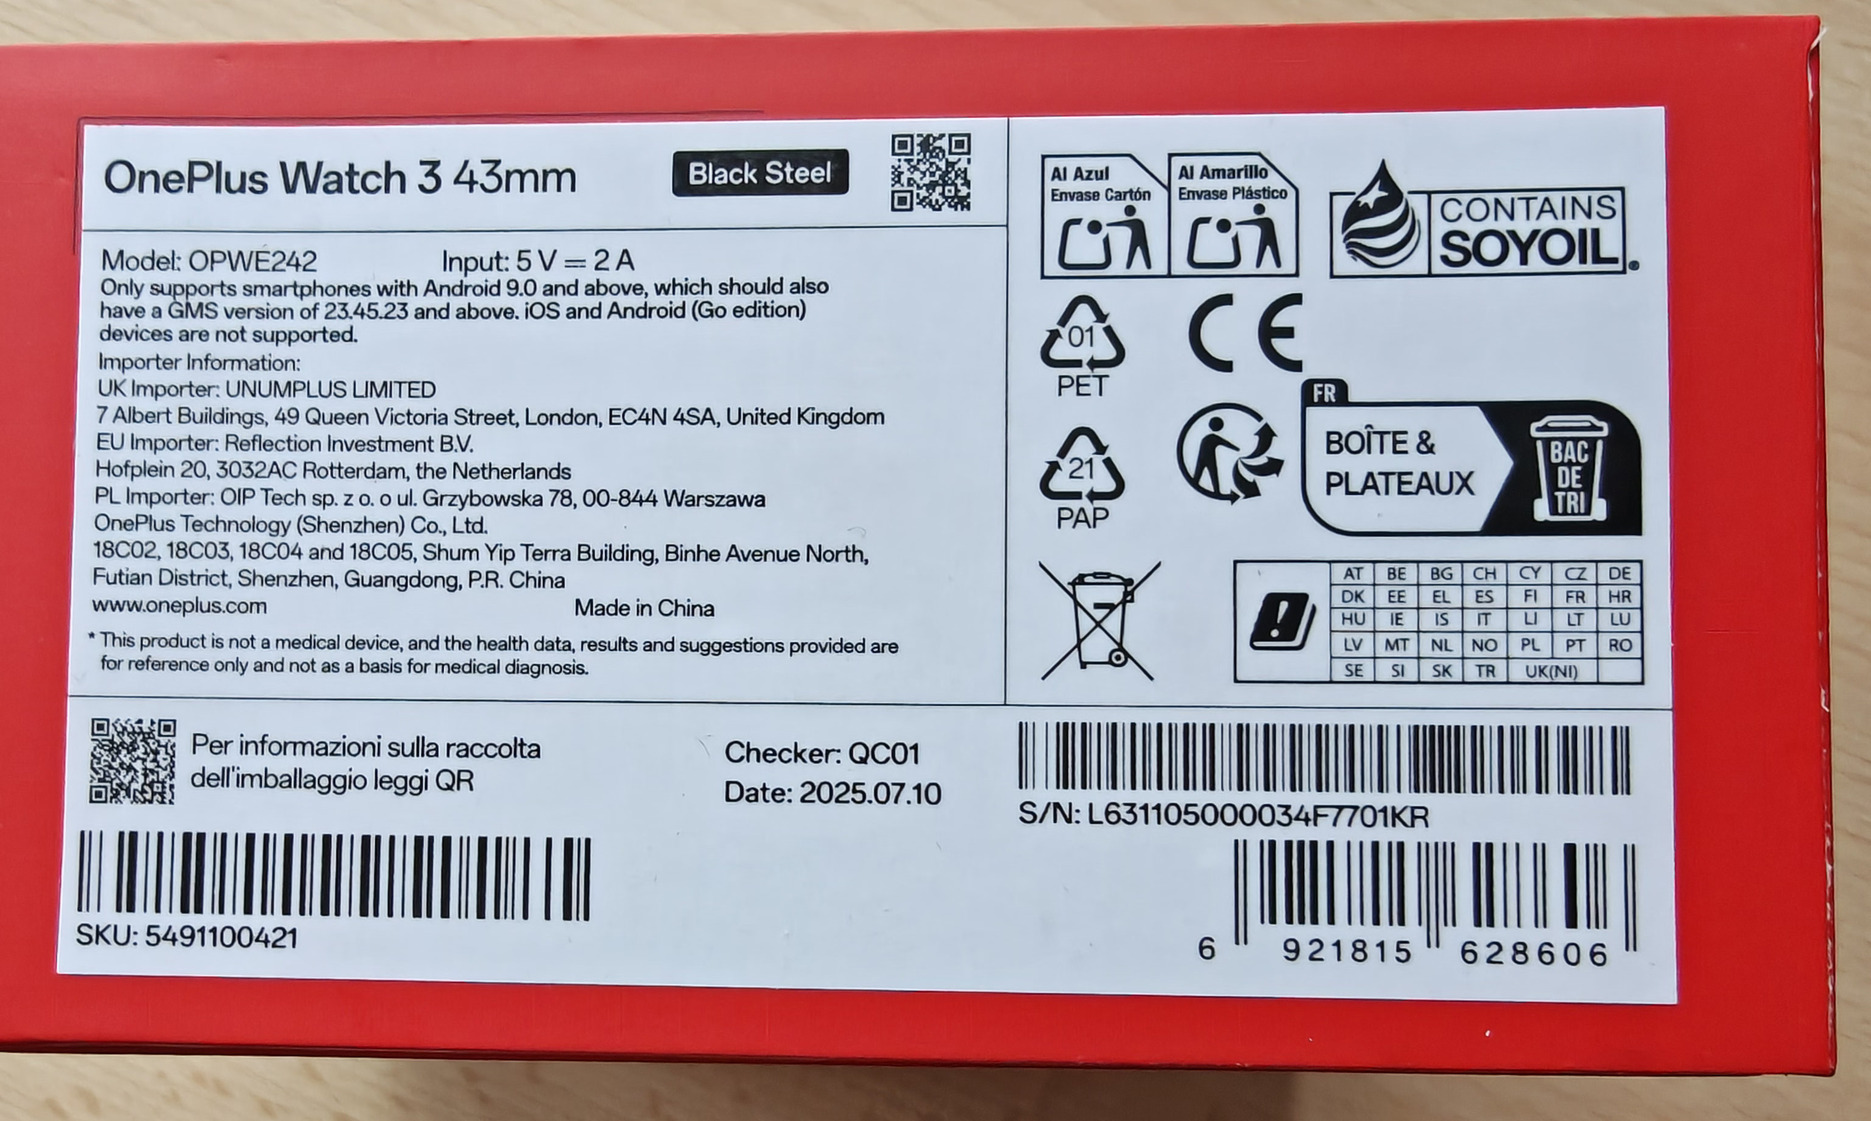 OnePlus Watch 3 43mm
Black Steel
Model: OPWE242
Input: 5 V ⎓ 2 A
Only supports smartphones with Android 9.0 and above, which should also
have a GMS version of 23.45.23 and above. iOS and Android (Go edition)
devices are not supported.
Importer Information:
UK Importer: UNUMPLUS LIMITED
7 Albert Buildings, 49 Queen Victoria Street, London, EC4N 4SA, United Kingdom
EU Importer: Reflection Investment B.V.
Hofplein 20, 3032AC Rotterdam, the Netherlands
PL Importer: OIP Tech sp. z o. o ul. Grzybowska 78, 00-844 Warszawa
OnePlus Technology (Shenzhen) Co., Ltd.
18C02, 18C03, 18C04 and 18C05, Shum Yip Terra Building, Binhe Avenue North,
Futian District, Shenzhen, Guangdong, P.R. China
www.oneplus.com
Made in China
* This product is not a medical device, and the health data, results and suggestions provided are
for reference only and not as a basis for medical diagnosis.
Al Azul
Envase Cartón
Al Amarillo
Envase Plástico
CONTAINS
SOYOIL®
01
PET
CE
21
PAP
FR
BOÎTE &
PLATEAUX
BAC
DE
TRI
AT BE BG CH CY CZ DE
DK EE EL ES FI FR HR
HU IE IS IT LI LT LU
LV MT NL NO PL PT RO
SE SI SK TR UK(NI)
Per informazioni sulla raccolta
dell'imballaggio leggi QR
Checker: QC01
Date: 2025.07.10
S/N: L631105000034F7701KR
SKU: 5491100421
6 921815 628606